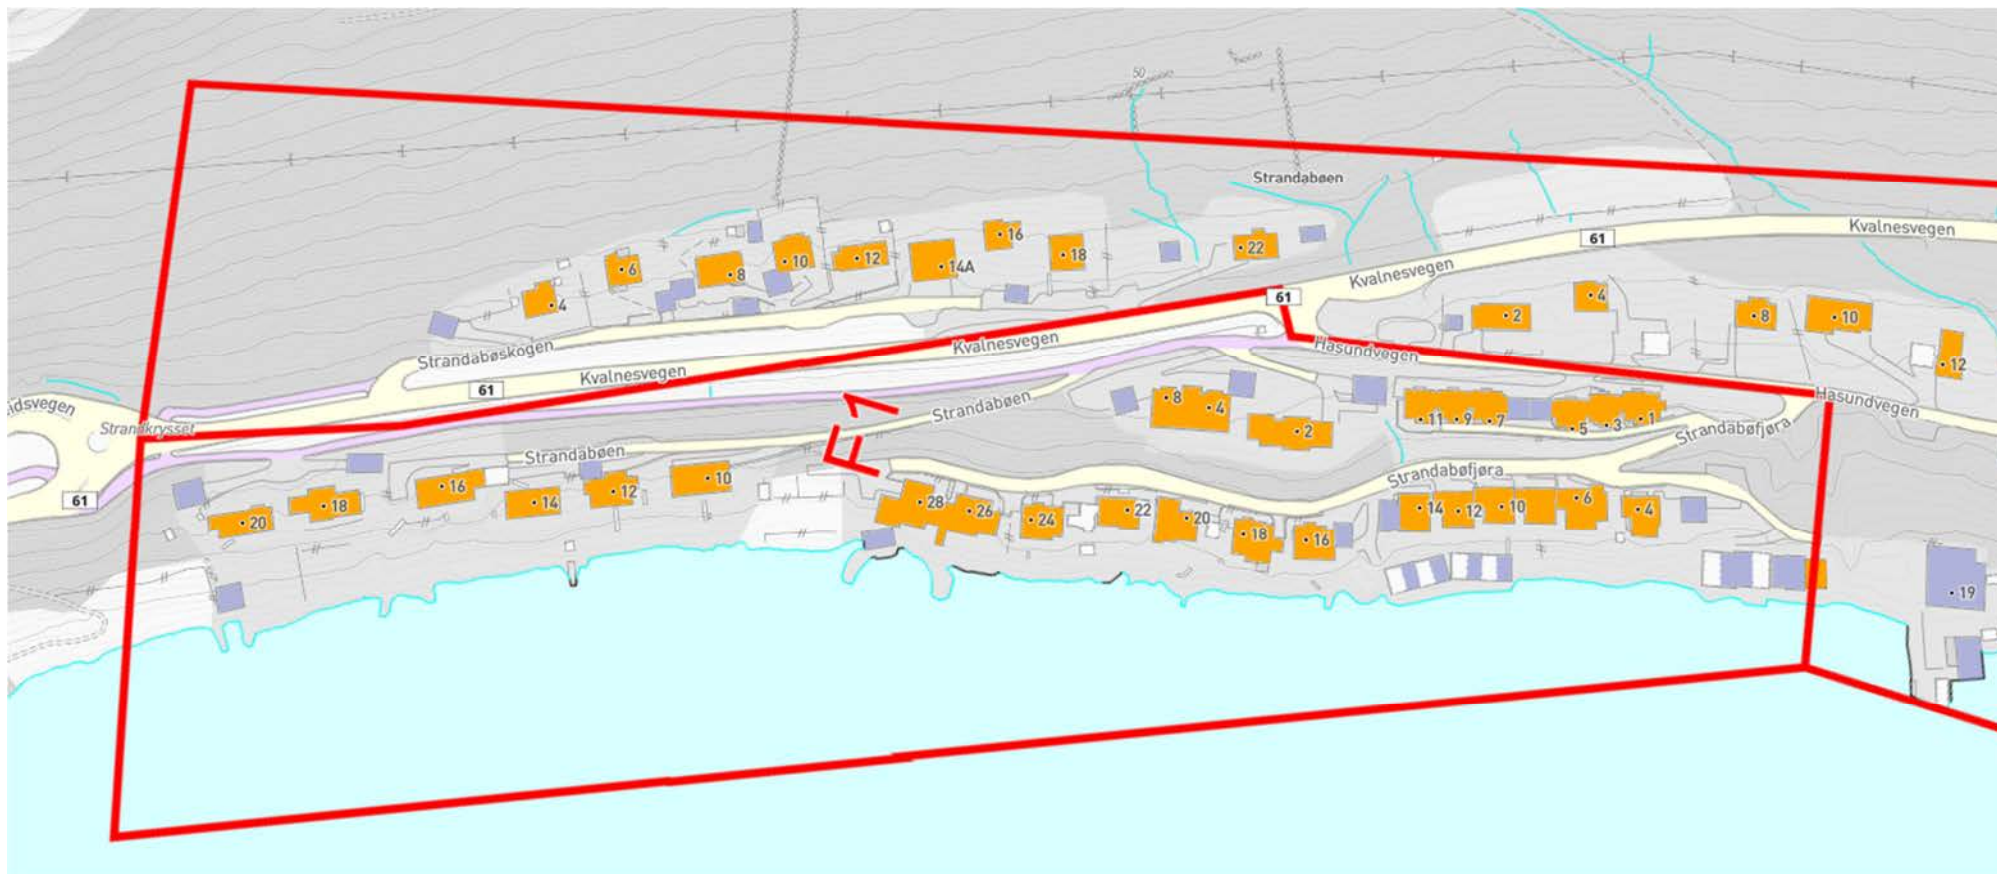 50
Strandabøen
Kvalnesvegen
61
16
22
10
12
18
6
8
14A
Kvalnesvegen
4
61
4
2
8
10
Strandabøskogen
Kvalnesvegen
Hasundvegen
12
Kvalnesvegen
61
idsvegen
F-1
Strandabøen
8
4
11
9
7
5
3
1
Hasundvegen
Strandkrysset
2
Strandabøfjøra
Strandabøen
Strandabøfjøra
61
16
10
12
14
18
20
28
26
24
22
20
18
16
14
12
10
6
4
19